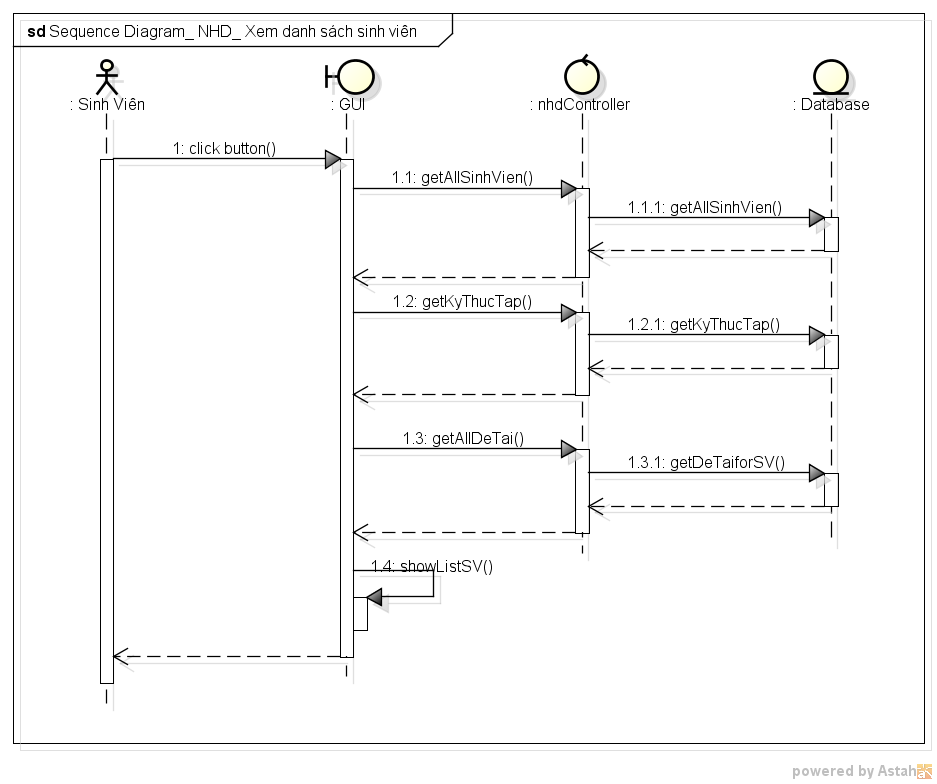 sd Sequence Diagram_ NHD_ Xem danh sách sinh viên
: Sinh Viên
: GUI
: nhdController
: Database
1: click button()
1.1: getAllSinhVien()
1.1.1: getAllSinhVien()
1.2: getKyThucTap()
1.2.1: getKyThucTap()
1.3: getAllDeTai()
1.3.1: getDeTaiforSV()
1.4: showListSV()
powered by Astah